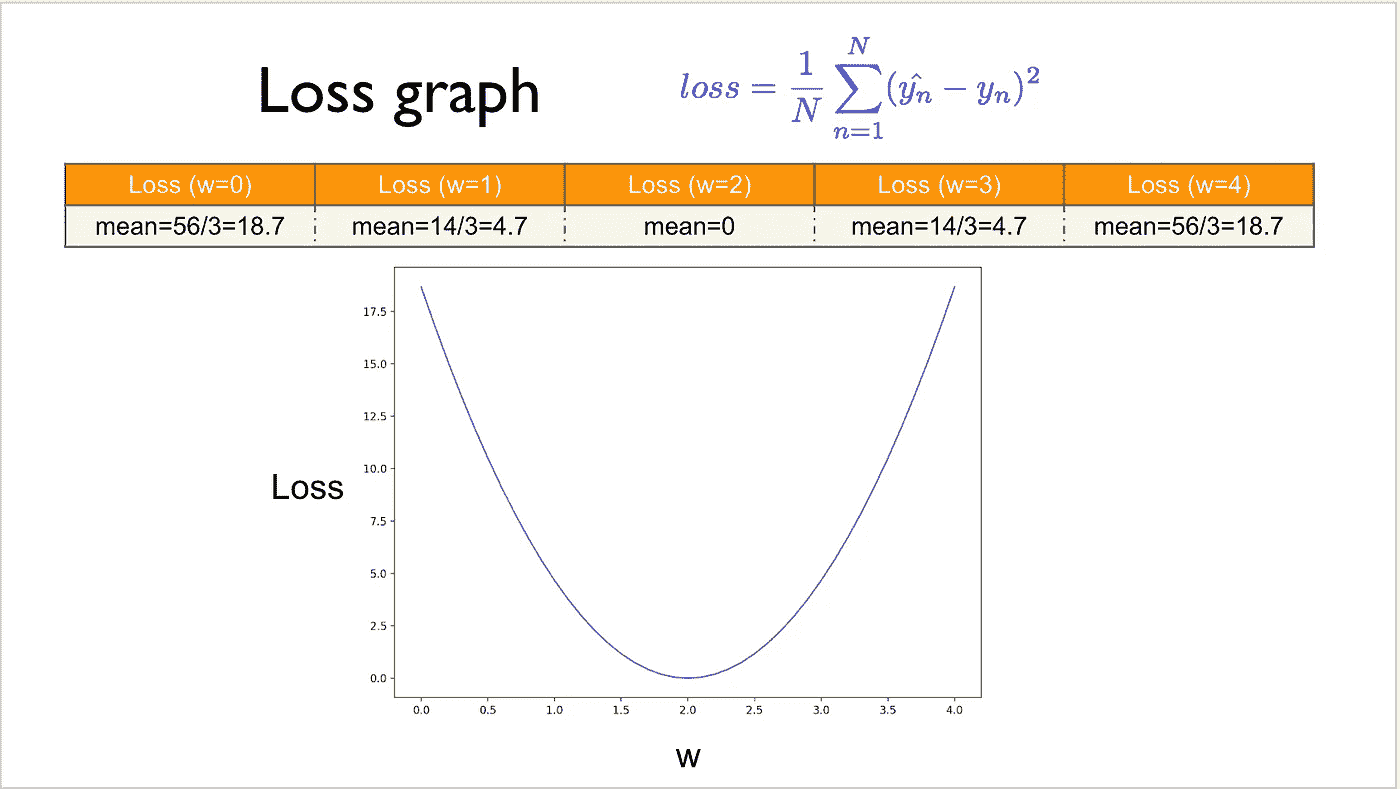 Loss graph
loss = \frac{1}{N} \sum_{n=1}^{N} (\hat{y_n} - y_n)^2
Loss (w=0) Loss (w=1) Loss (w=2) Loss (w=3) Loss (w=4)
mean=56/3=18.7 mean=14/3=4.7 mean=0 mean=14/3=4.7 mean=56/3=18.7
17.5
15.0
12.5
10.0
Loss
7.5
5.0
2.5
0.0
0.0 0.5 1.0 1.5 2.0 2.5 3.0 3.5 4.0
w